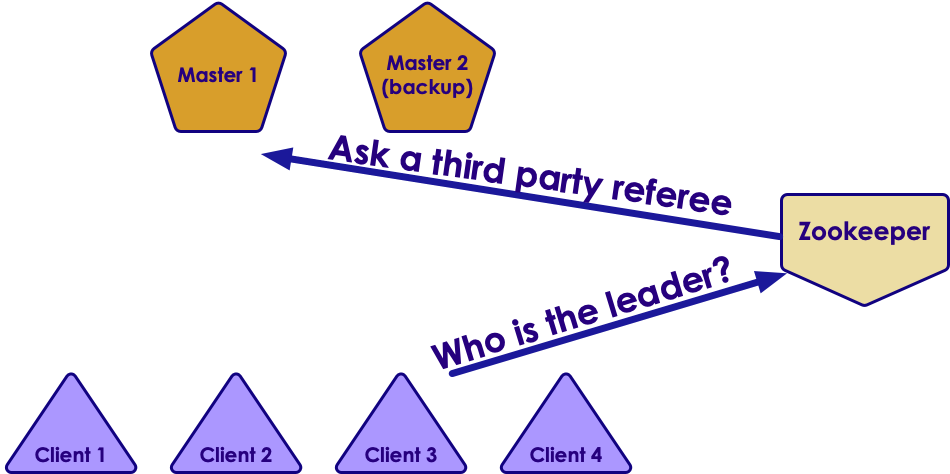 Master 1
Master 2
(backup)
Ask a third party referee
Zookeeper
Who is the leader?
Client 1
Client 2
Client 3
Client 4